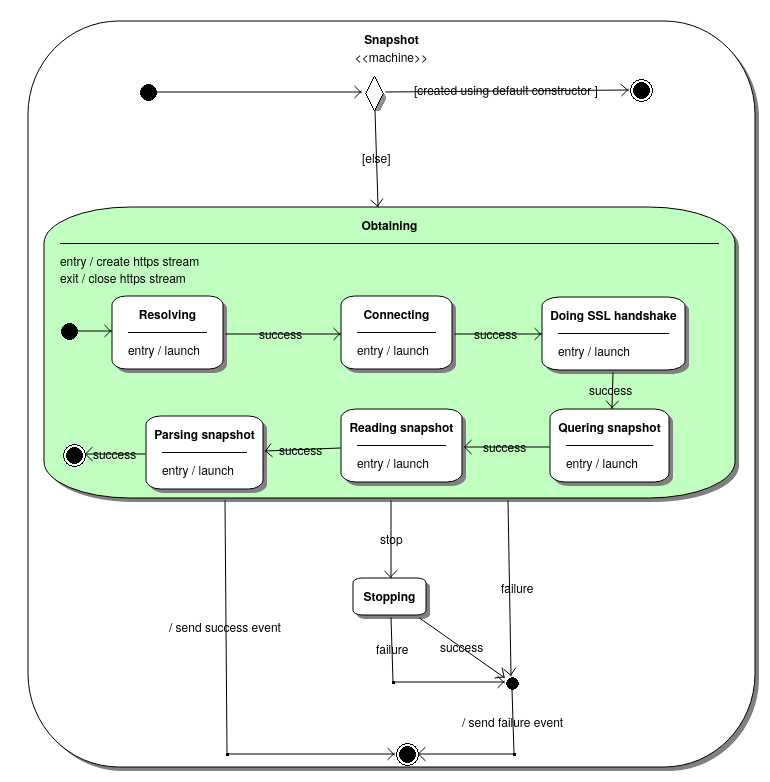 Snapshot
<<machine>>
[created using default constructor ]
[else]
Obtaining
entry / create https stream
exit / close https stream
Resolving
entry / launch
success
Connecting
entry / launch
success
Doing SSL handshake
entry / launch
success
Quering snapshot
entry / launch
success
Reading snapshot
entry / launch
success
Parsing snapshot
entry / launch
success
stop
failure
Stopping
/ send success event
failure
success
/ send failure event